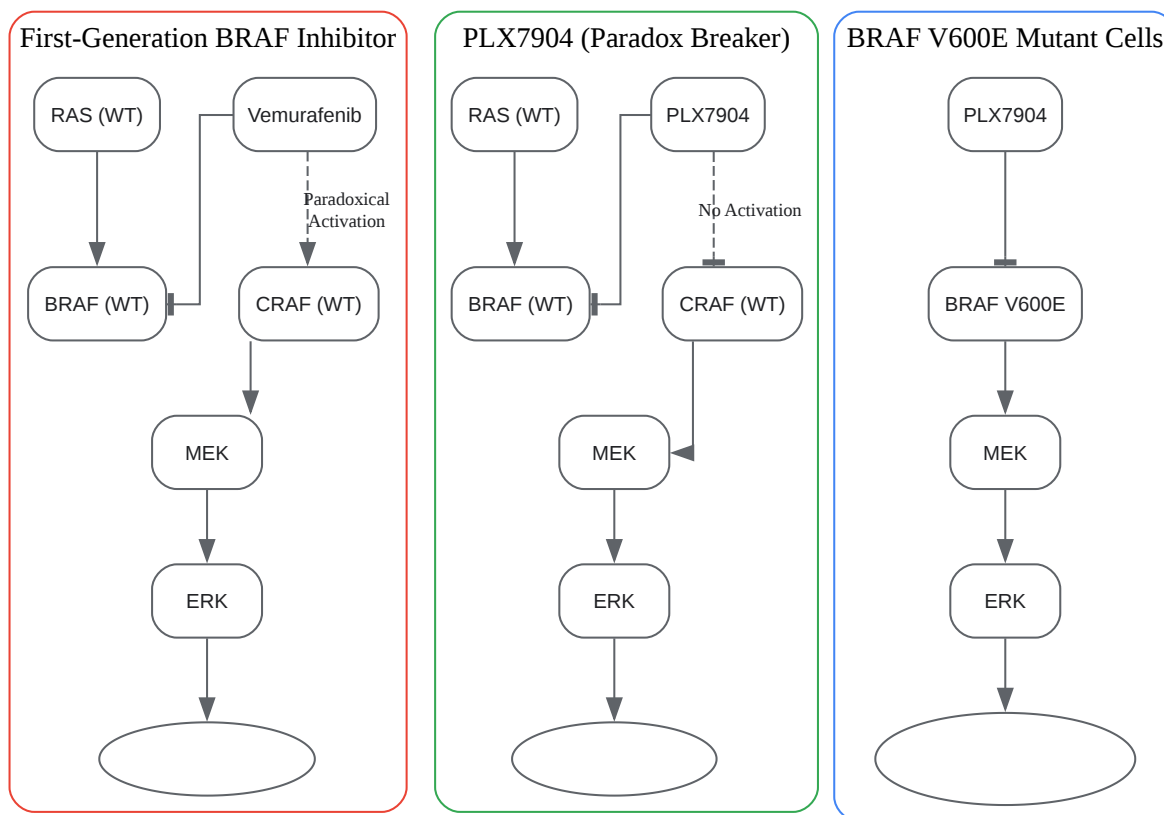 First-Generation BRAF Inhibitor
RAS (WT)
Vemurafenib
Paradoxical
Activation
BRAF (WT)
CRAF (WT)
MEK
ERK
PLX7904 (Paradox Breaker)
RAS (WT)
PLX7904
No Activation
BRAF (WT)
CRAF (WT)
MEK
ERK
BRAF V600E Mutant Cells
PLX7904
BRAF V600E
MEK
ERK